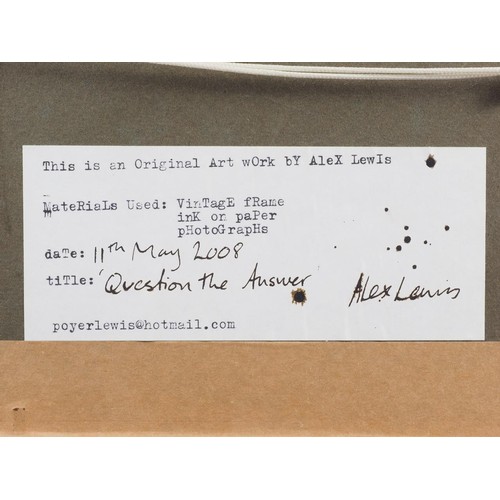 This is an Original Art wOrk bY AleX LewIs
MateRiaLs Used: VinTagE fRame
inK on paPer
pHotoGrapHs
daTe: 11th May 2008
tiTle: 'Question the Answer'
Alex Lewis
poyerlewis@hotmail.com